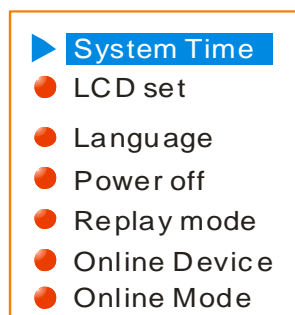 System Time
LCD set
Language
Power off
Replay mode
Online Device
Online Mode